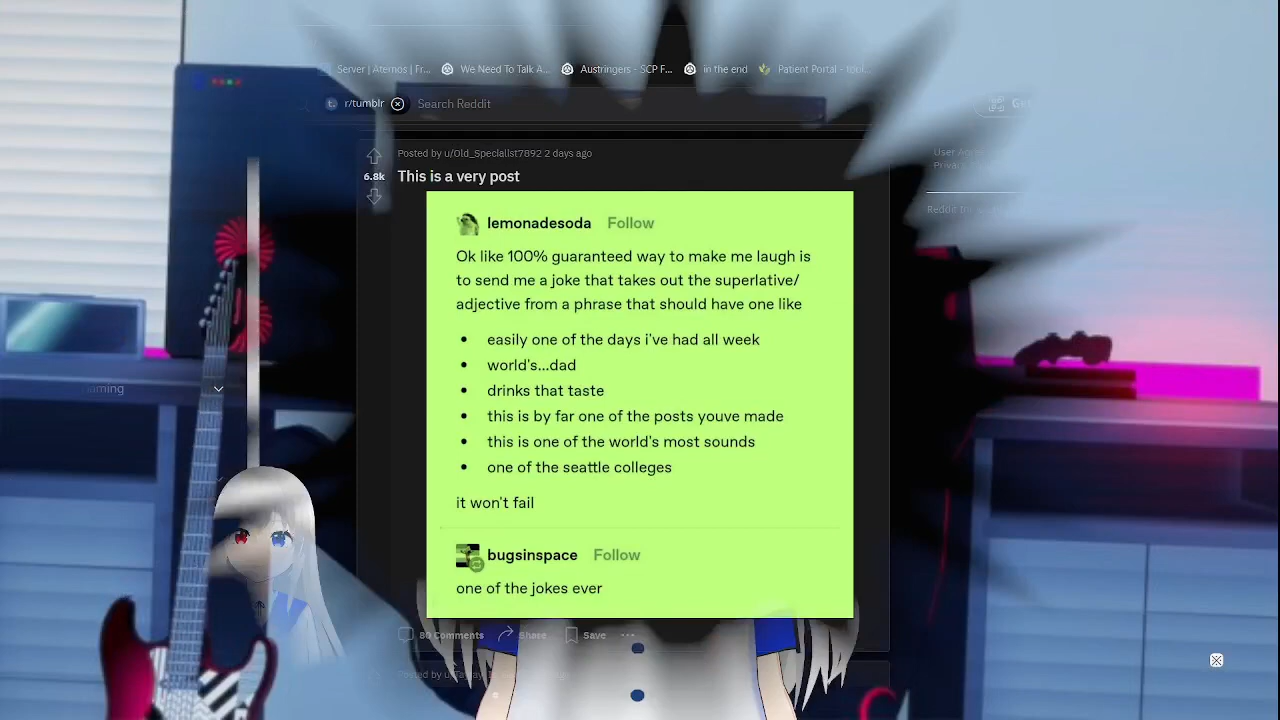 Server | Aternos | Fr...
We Need To Talk A...
Austringers - SCP F...
in the end
Patient Portal -
r/tumblr
Search Reddit
Posted by u/Old_Specialist7892 2 days ago
6.8k
This is a very post
lemonadesoda Follow
Ok like 100% guaranteed way to make me laugh is
to send me a joke that takes out the superlative/
adjective from a phrase that should have one like
• easily one of the days i've had all week
• world's...dad
• drinks that taste
• this is by far one of the posts youve made
• this is one of the world's most sounds
• one of the seattle colleges
it won't fail
bugsinspace Follow
one of the jokes ever
80 Comments
Share
Save
...
Posted by